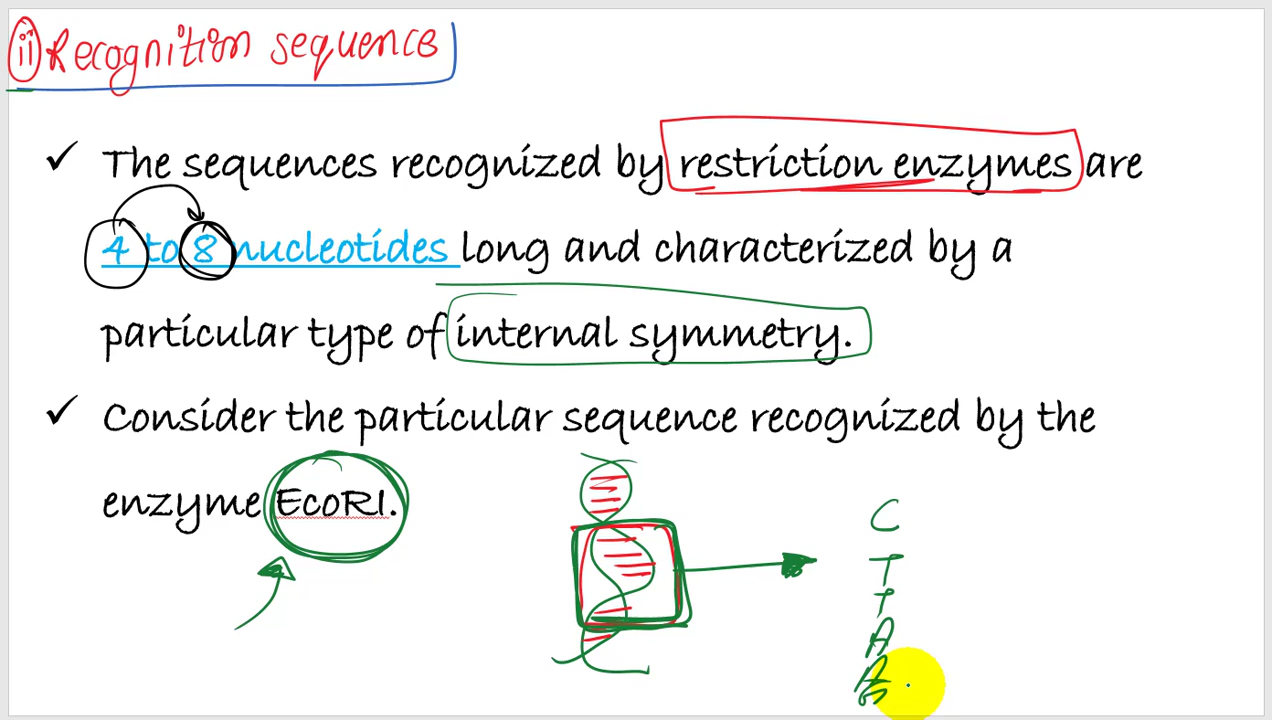 ii Recognition sequence
✓ The sequences recognized by restriction enzymes are
4 to 8 nucleotides long and characterized by a
particular type of internal symmetry.
✓ Consider the particular sequence recognized by the
enzyme EcoRI.
C
T
T
A
A
G